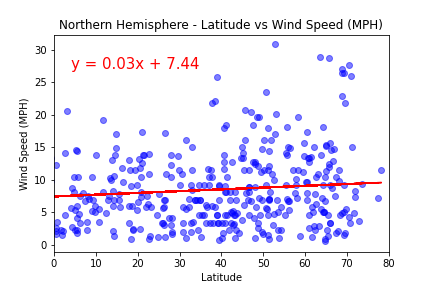 Northern Hemisphere - Latitude vs Wind Speed (MPH)
y = 0.03x + 7.44
Wind Speed (MPH)
30
25
20
15
10
5
0
0 10 20 30 40 50 60 70 80
Latitude